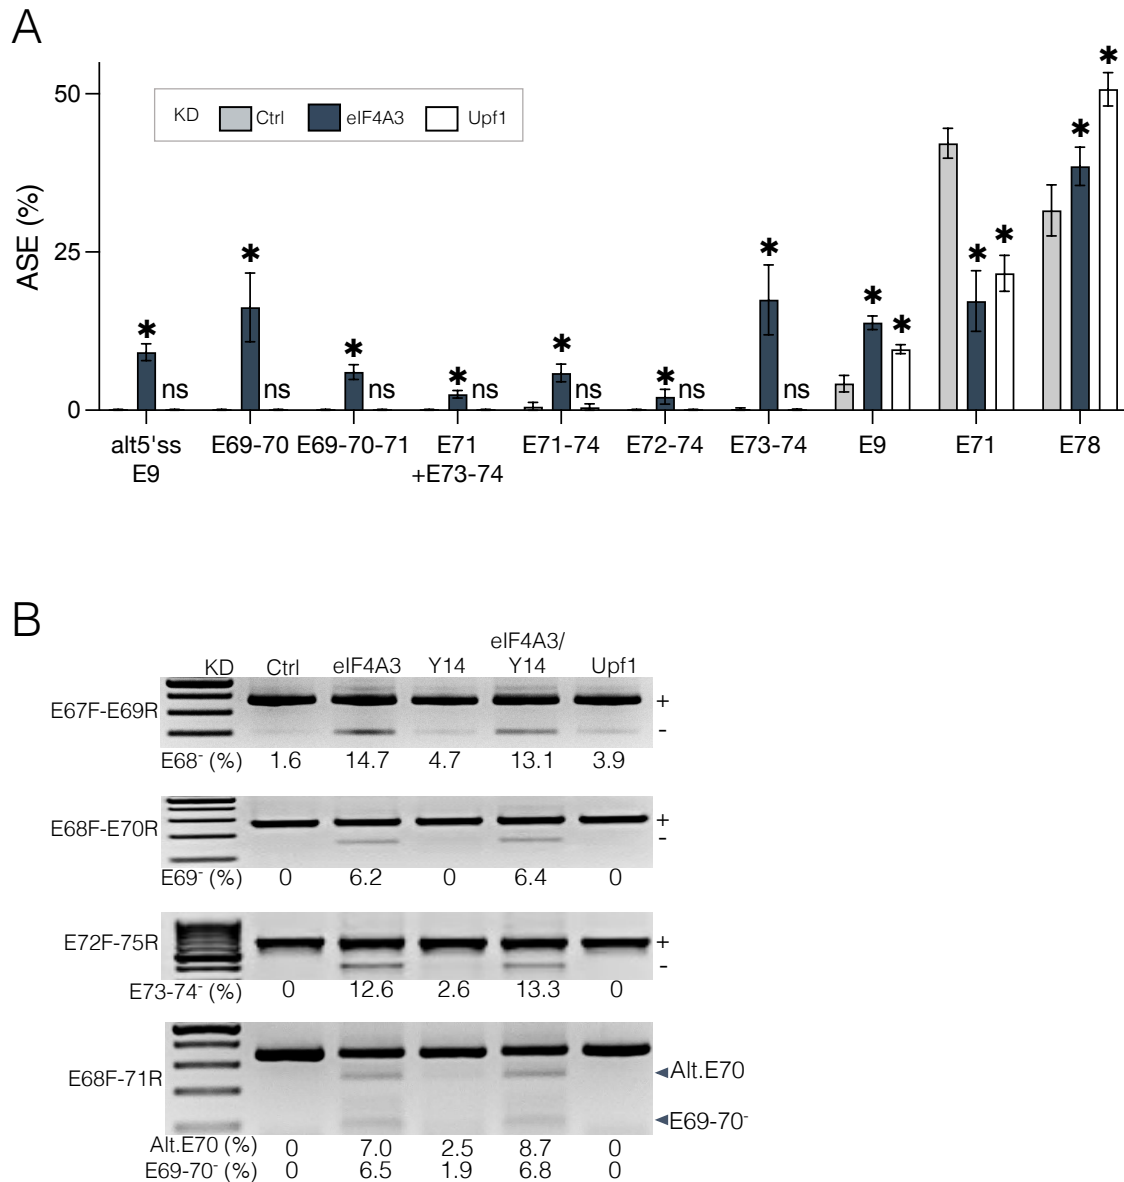 A
ASE (%)
50
25
0
KD Ctrl eIF4A3 Upf1
* ns * ns * ns * ns * ns * ns * ns * * * * * *
alt5'ss E69-70 E69-70-71 E71 E71-74 E72-74 E73-74 E9 E71 E78
E9 +E73-74
B
eIF4A3/
KD Ctrl eIF4A3 Y14 Y14 Upf1
E67F-E69R + -
E68- (%) 1.6 14.7 4.7 13.1 3.9
E68F-E70R + -
E69- (%) 0 6.2 0 6.4 0
E72F-75R + -
E73-74- (%) 0 12.6 2.6 13.3 0
E68F-71R
Alt.E70
E69-70-
Alt.E70 (%) 0 7.0 2.5 8.7 0
E69-70- (%) 0 6.5 1.9 6.8 0